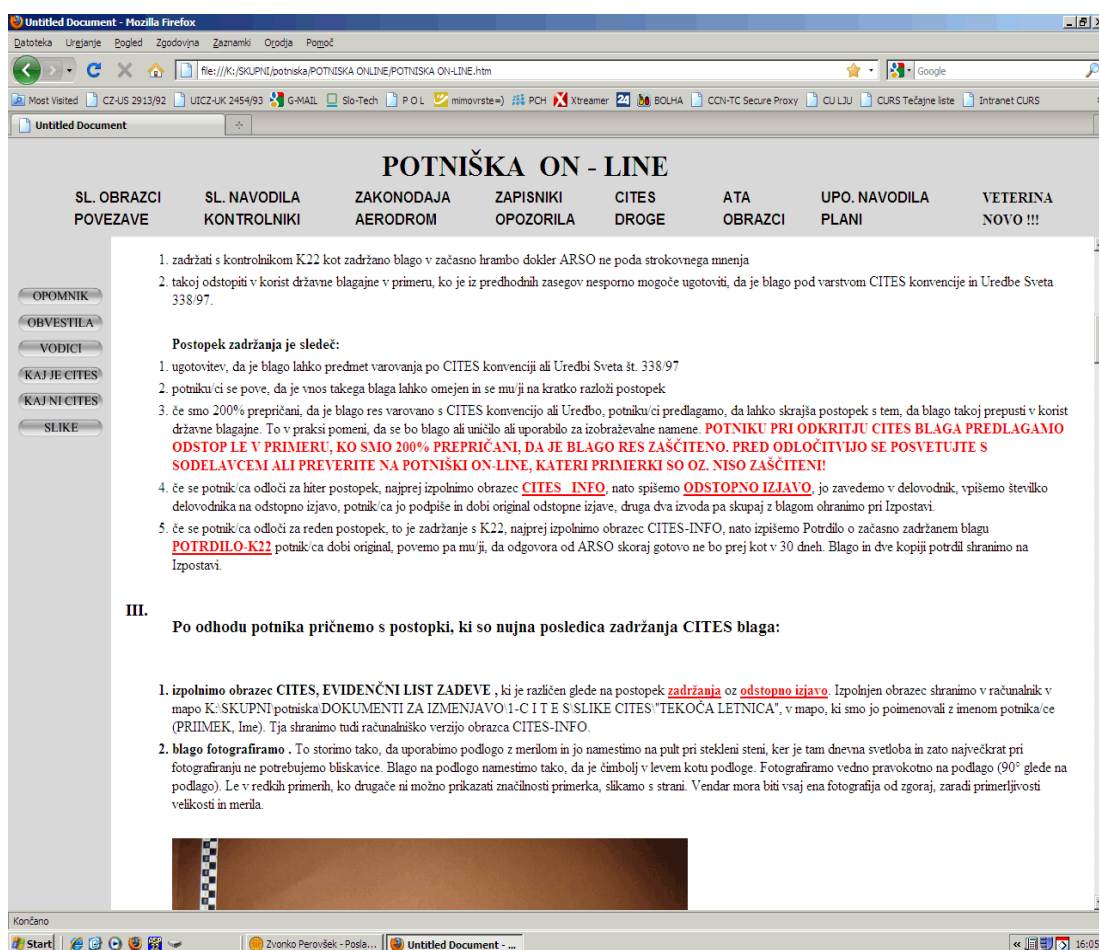 Untitled Document - Mozilla Firefox
Datoteka Urejanje Pogled Zgodovina Zaznamki Orodja Pomoč
file:///K:/SKUPNI/potniska/POTNISKA ONLINE/POTNISKA ON-LINE.htm
Google
Most Visited CZ-US 2913/92 UICZ-UK 2454/93 G-MAIL Slo-Tech P O L mimovrste=) PCH Xtreamer BOLHA CCN-TC Secure Proxy CU LJU CURS Tečajne liste Intranet CURS
Untitled Document
POTNIŠKA ON - LINE
SL. OBRAZCI SL. NAVODILA ZAKONODAJA ZAPISNIKI CITES ATA UPO. NAVODILA VETERINA
POVEZAVE KONTROLNIKI AERODROM OPOZORILA DROGE OBRAZCI PLANI NOVO !!!
OPOMNIK
OBVESTILA
VODICI
KAJ JE CITES
KAJ NI CITES
SLIKE
1. zadržati s kontrolnikom K22 kot zadržano blago v začasno hrambo dokler ARSO ne poda strokovnega mnenja
2. takoj odstopiti v korist državne blagajne v primeru, ko je iz predhodnih zasegov nesporno mogoče ugotoviti, da je blago pod varstvom CITES konvencije in Uredbe Sveta
338/97.
Postopek zadržanja je sledeč:
1. ugotovitev, da je blago lahko predmet varovanja po CITES konvenciji ali Uredbi Sveta št. 338/97
2. potniku/ci se pove, da je vnos takega blaga lahko omejen in se mu/ji na kratko razloži postopek
3. če smo 200% prepričani, da je blago res varovano s CITES konvencijo ali Uredbo, potniku/ci predlagamo, da lahko skrajša postopek s tem, da blago takoj prepusti v korist
državne blagajne. To v praksi pomeni, da se bo blago ali uničilo ali uporabilo za izobraževalne namene. POTNIKU PRI ODKRITJU CITES BLAGA PREDLAGAMO
ODSTOP LE V PRIMERU, KO SMO 200% PREPRIČANI, DA JE BLAGO RES ZAŠČITENO. PRED ODLOČITVIJO SE POSVETUJTE S
SODELAVCEM ALI PREVERITE NA POTNIŠKI ON-LINE, KATERI PRIMERKI SO OZ. NISO ZAŠČITENI!
4. če se potnik/ca odloči za hiter postopek, najprej izpolnimo obrazec CITES_INFO, nato spišemo ODSTOPNO IZJAVO, jo zavedemo v delovodnik, vpišemo številko
delovodnika na odstopno izjavo, potnik/ca jo podpiše in dobi original odstopne izjave, druga dva izvoda pa skupaj z blagom ohranimo pri Izpostavi.
5. če se potnik/ca odloči za reden postopek, to je zadržanje s K22, najprej izpolnimo obrazec CITES-INFO, nato izpišemo Potrdilo o začasno zadržanem blagu
POTRDILO-K22 potnik/ca dobi original, povemo pa mu/ji, da odgovora od ARSO skoraj gotovo ne bo prej kot v 30 dneh. Blago in dve kopiji potrdil shranimo na
Izpostavi.
III.
Po odhodu potnika pričnemo s postopki, ki so nujna posledica zadržanja CITES blaga:
1. izpolnimo obrazec CITES, EVIDENČNI LIST ZADEVE , ki je različen glede na postopek zadržanja oz odstopno izjavo. Izpolnjen obrazec shranimo v računalnik v
mapo K:\SKUPNI\potniska\DOKUMENTI ZA IZMENJAVO\1-C I T E S\SLIKE CITES\"TEKOČA LETNICA", v mapo, ki smo jo poimenovali z imenom potnika/ce
(PRIIMEK, Ime). Tja shranimo tudi računalniško verzijo obrazca CITES-INFO.
2. blago fotografiramo . To storimo tako, da uporabimo podlogo z merilom in jo namestimo na pult pri stekleni steni, ker je tam dnevna svetloba in zato največkrat pri
fotografiranju ne potrebujemo bliskavice. Blago na podlogo namestimo tako, da je čimbolj v levem kotu podloge. Fotografiramo vedno pravokotno na podlago (90° glede na
podlago). Le v redkih primerih, ko drugače ni možno prikazati značilnosti primerka, slikamo s strani. Vendar mora biti vsaj ena fotografija od zgoraj, zaradi primerljivosti
velikosti in merila.
Končano
Start Zvonko Perovšek - Posla... Untitled Document - ... 16:05